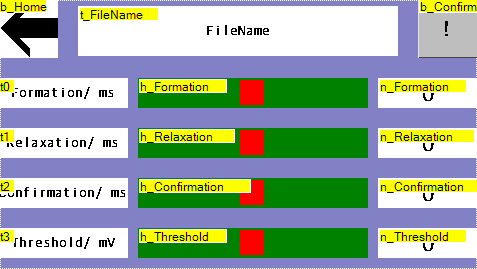 b_Home
t_FileName
b_Confirm
FileName
!
t0
Formation/ ms
h_Formation
n_Formation
0
t1
Relaxation/ ms
h_Relaxation
n_Relaxation
0
t2
Confirmation/ ms
h_Confirmation
n_Confirmation
0
t3
Threshold/ mV
h_Threshold
n_Threshold
0